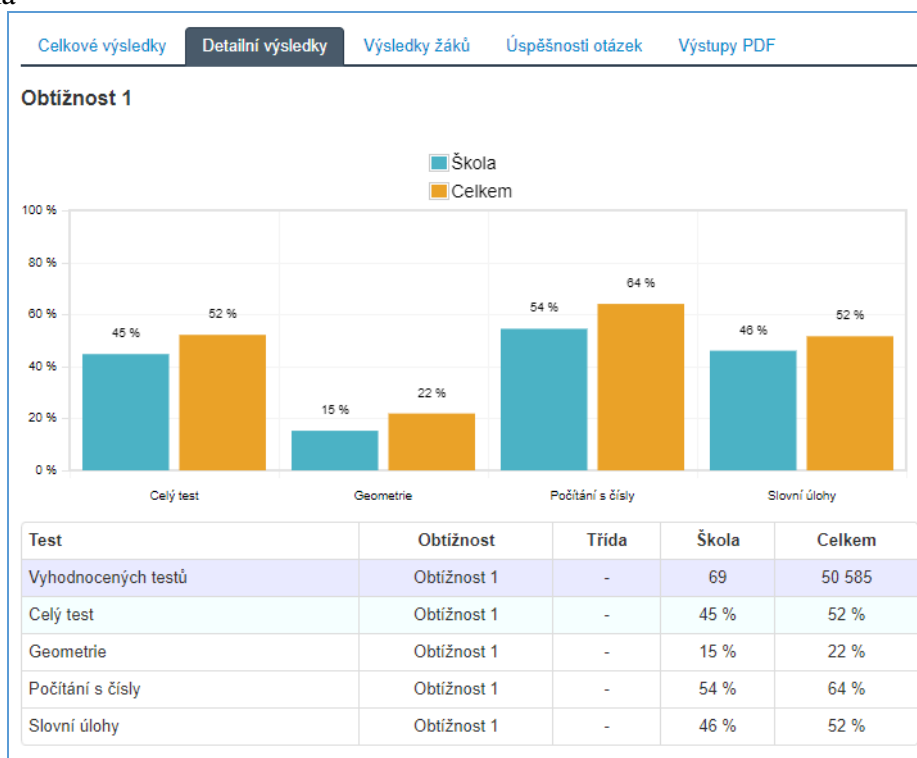 Celkové výsledky Detailní výsledky Výsledky žáků Úspěšnosti otázek Výstupy PDF
Obtížnost 1
Škola
Celkem
100 %
80 %
60 %
40 %
20 %
0 %
45 % 52 % 15 % 22 % 54 % 64 % 46 % 52 %
Celý test Geometrie Počítání s čísly Slovní úlohy
Test Obtížnost Třída Škola Celkem
Vyhodnocených testů Obtížnost 1 - 69 50 585
Celý test Obtížnost 1 - 45 % 52 %
Geometrie Obtížnost 1 - 15 % 22 %
Počítání s čísly Obtížnost 1 - 54 % 64 %
Slovní úlohy Obtížnost 1 - 46 % 52 %